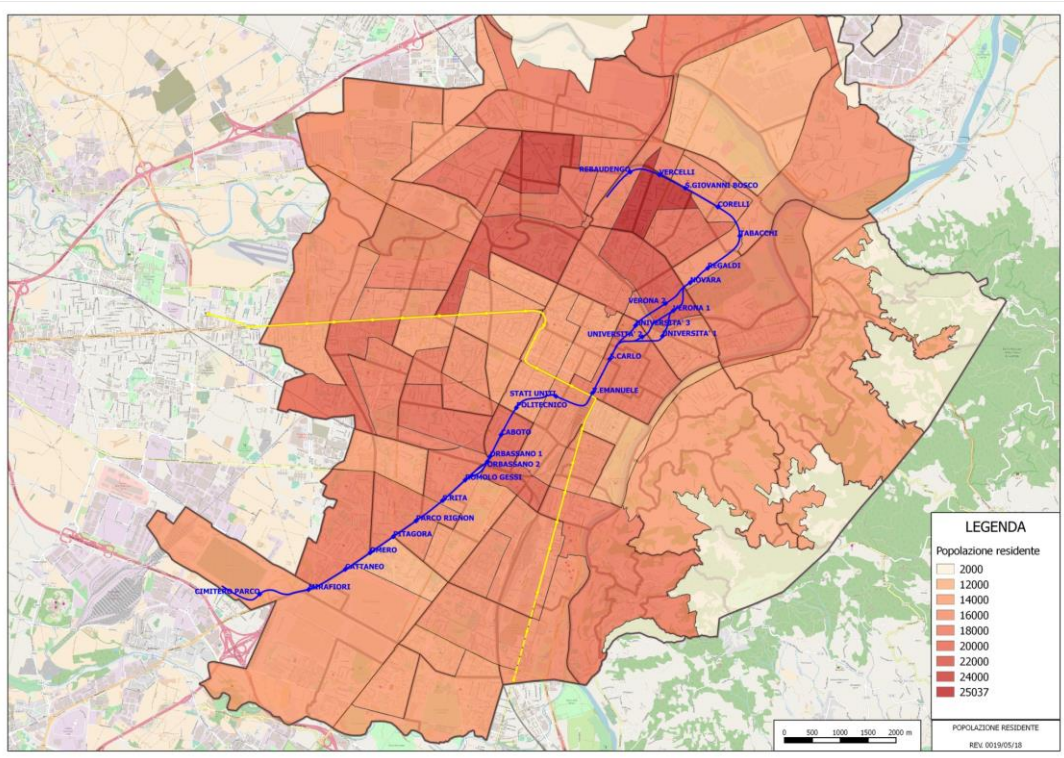 REBAUDENGO
VERCELLI
S.GIOVANNI BOSCO
CORELLI
TABACCHI
REGALDI
NOVARA
VERONA 2
VERONA 1
UNIVERSITA' 3
UNIVERSITA' 2
UNIVERSITA' 1
S.CARLO
V.EMANUELE
STATI UNITI
POLITECNICO
CABOTO
ORBASSANO 1
ORBASSANO 2
ROMOLO GESSI
S.RITA
PARCO RIGNON
PITAGORA
OMERO
CATTANEO
MIRAFIORI
CIMITERO PARCO
LEGENDA
Popolazione residente
2000
12000
14000
16000
18000
20000
22000
24000
25037
0 500 1000 1500 2000 m
POPOLAZIONE RESIDENTE
REV. 0019/05/18